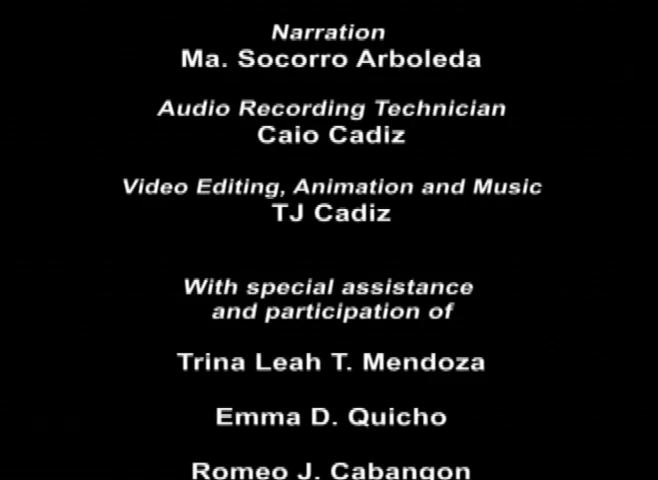 Narration
Ma. Socorro Arboleda
Audio Recording Technician
Caio Cadiz
Video Editing, Animation and Music
TJ Cadiz
With special assistance
and participation of
Trina Leah T. Mendoza
Emma D. Quicho
Romeo J. Cabangon